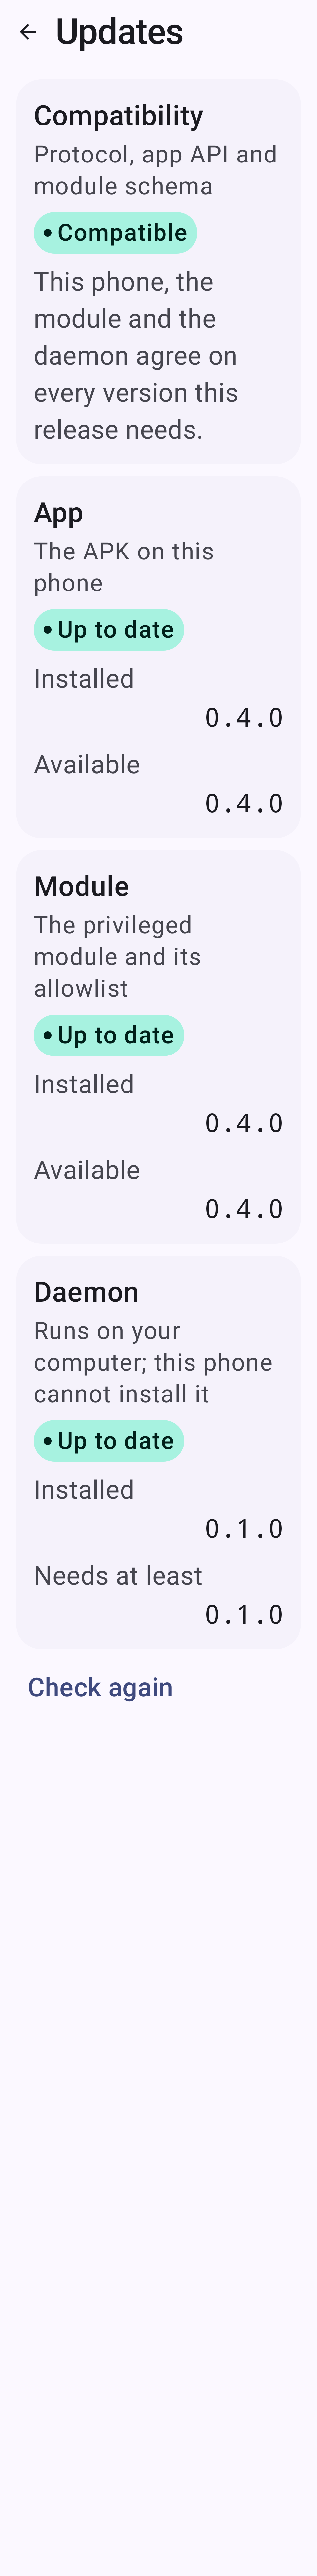 Updates
Compatibility
Protocol, app API and
module schema
• Compatible
This phone, the
module and the
daemon agree on
every version this
release needs.
App
The APK on this
phone
• Up to date
Installed
0.4.0
Available
0.4.0
Module
The privileged
module and its
allowlist
• Up to date
Installed
0.4.0
Available
0.4.0
Daemon
Runs on your
computer; this phone
cannot install it
• Up to date
Installed
0.1.0
Needs at least
0.1.0
Check again